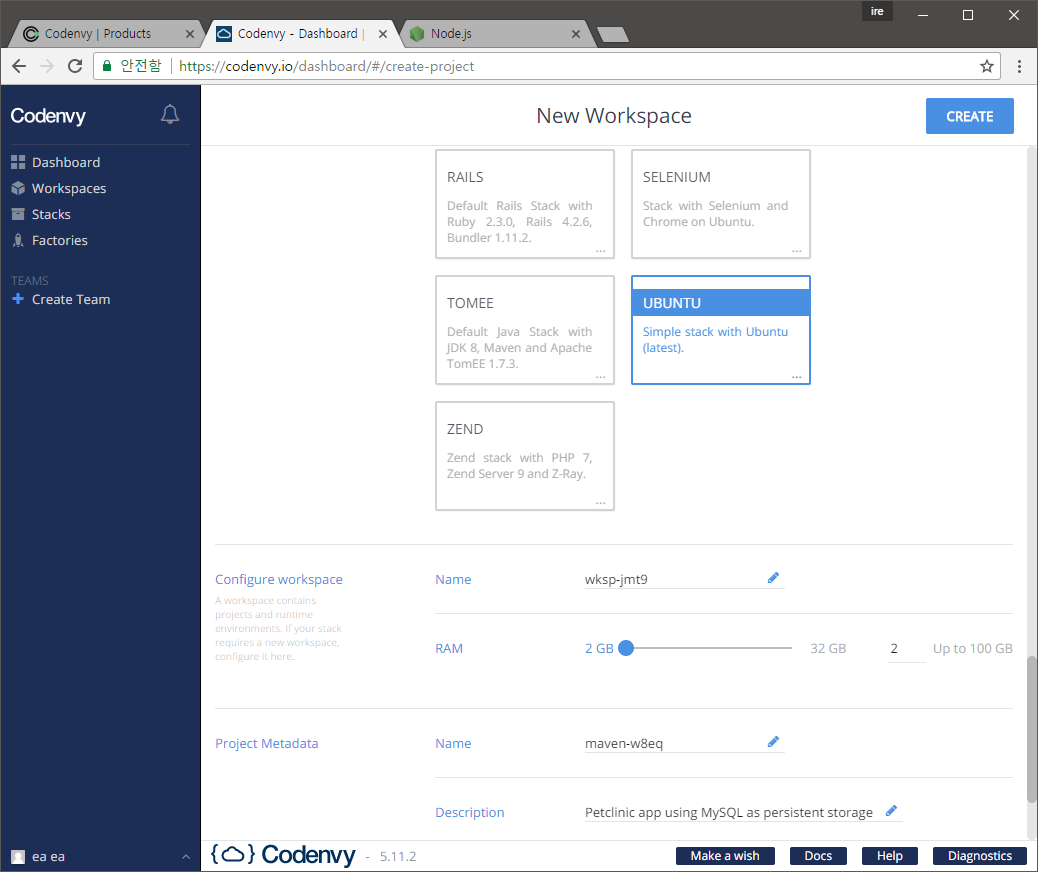 ire
Codenvy | Products
Codenvy - Dashboard |
Node.js
안전함
https://codenvy.io/dashboard/#/create-project
Codenvy
Dashboard
Workspaces
Stacks
Factories
TEAMS
Create Team
ea ea
New Workspace
CREATE
RAILS
Default Rails Stack with
Ruby 2.3.0, Rails 4.2.6,
Bundler 1.11.2.
...
SELENIUM
Stack with Selenium and
Chrome on Ubuntu.
...
TOMEE
Default Java Stack with
JDK 8, Maven and Apache
TomEE 1.7.3.
...
UBUNTU
Simple stack with Ubuntu
(latest).
...
ZEND
Zend stack with PHP 7,
Zend Server 9 and Z-Ray.
...
Configure workspace
A workspace contains
projects and runtime
environments. If your stack
requires a new workspace,
configure it here.
Name
wksp-jmt9
RAM
2 GB
32 GB
2
Up to 100 GB
Project Metadata
Name
maven-w8eq
Description
Petclinic app using MySQL as persistent storage
{ } Codenvy - 5.11.2
Make a wish
Docs
Help
Diagnostics